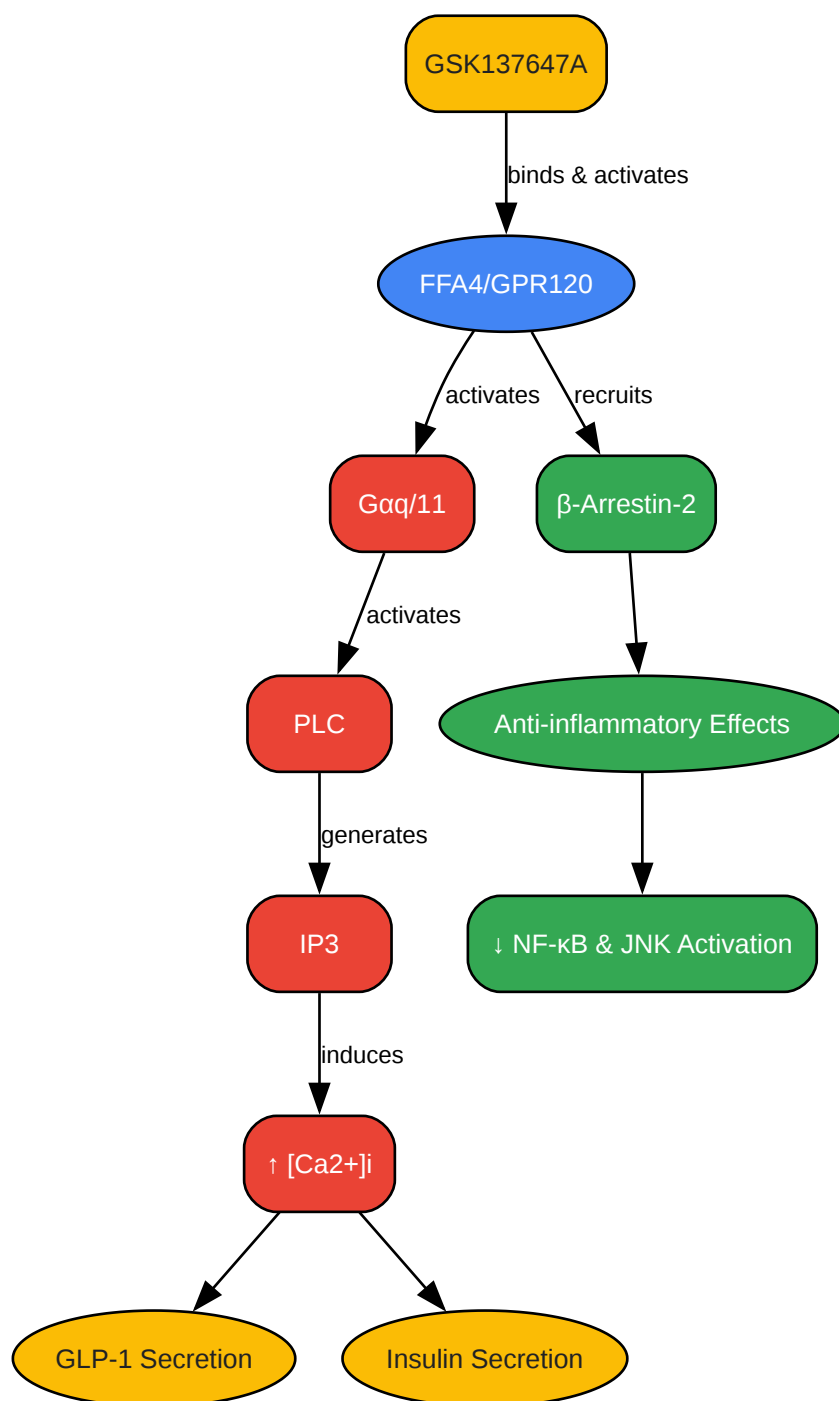 GSK137647A
binds & activates
FFA4/GPR120
activates
recruits
Gαq/11
β-Arrestin-2
activates
PLC
Anti-inflammatory Effects
generates
IP3
↓ NF-κB & JNK Activation
induces
↑ [Ca2+]i
GLP-1 Secretion
Insulin Secretion